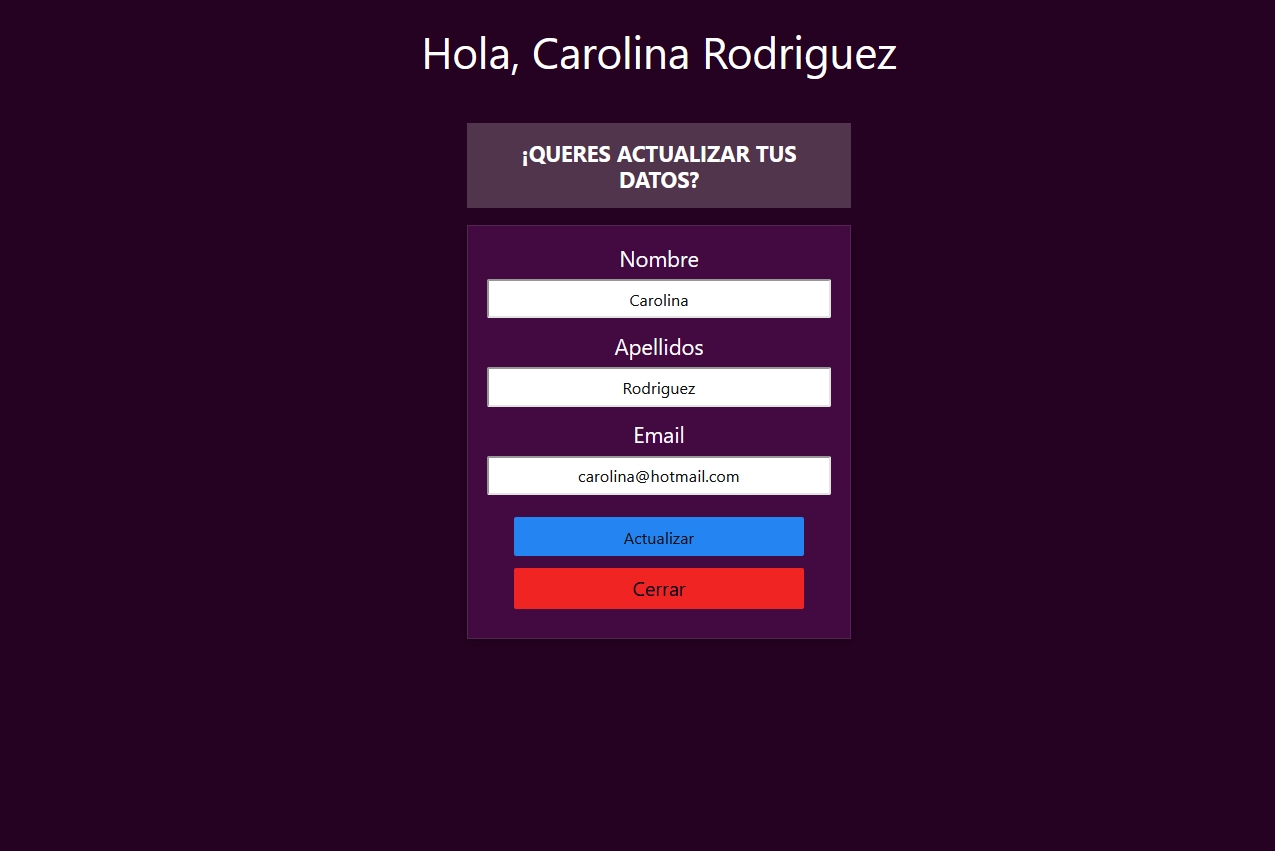 Hola, Carolina Rodriguez
¡QUERES ACTUALIZAR TUS
DATOS?
Nombre
Carolina
Apellidos
Rodriguez
Email
carolina@hotmail.com
Actualizar
Cerrar